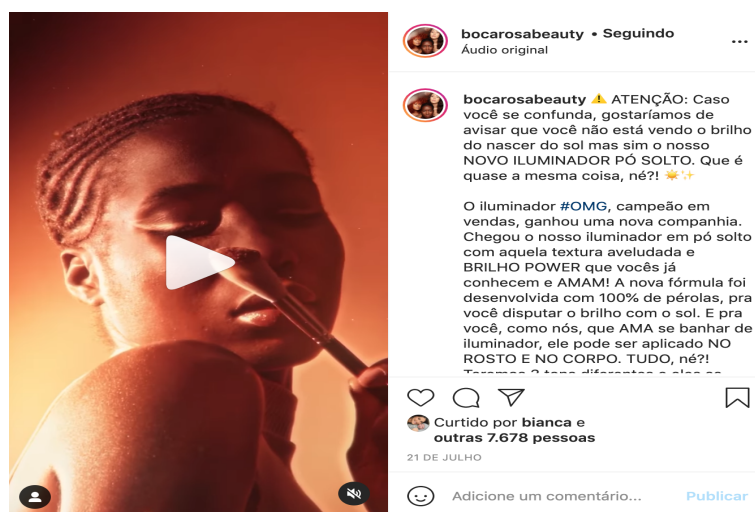 bocarosabeauty • Seguindo
Áudio original
bocarosabeauty ⚠️ ATENÇÃO: Caso
você se confunda, gostaríamos de
avisar que você não está vendo o brilho
do nascer do sol mas sim o nosso
NOVO ILUMINADOR PÓ SOLTO. Que é
quase a mesma coisa, né?! ☀️✨
O iluminador #OMG, campeão em
vendas, ganhou uma nova companhia.
Chegou o nosso iluminador em pó solto
com aquela textura aveludada e
BRILHO POWER que vocês já
conhecem e AMAM! A nova fórmula foi
desenvolvida com 100% de pérolas, pra
você disputar o brilho com o sol. E pra
você, como nós, que AMA se banhar de
iluminador, ele pode ser aplicado NO
ROSTO E NO CORPO. TUDO, né?!
Curtido por bianca e
outras 7.678 pessoas
21 DE JULHO
Adicione um comentário... Publicar